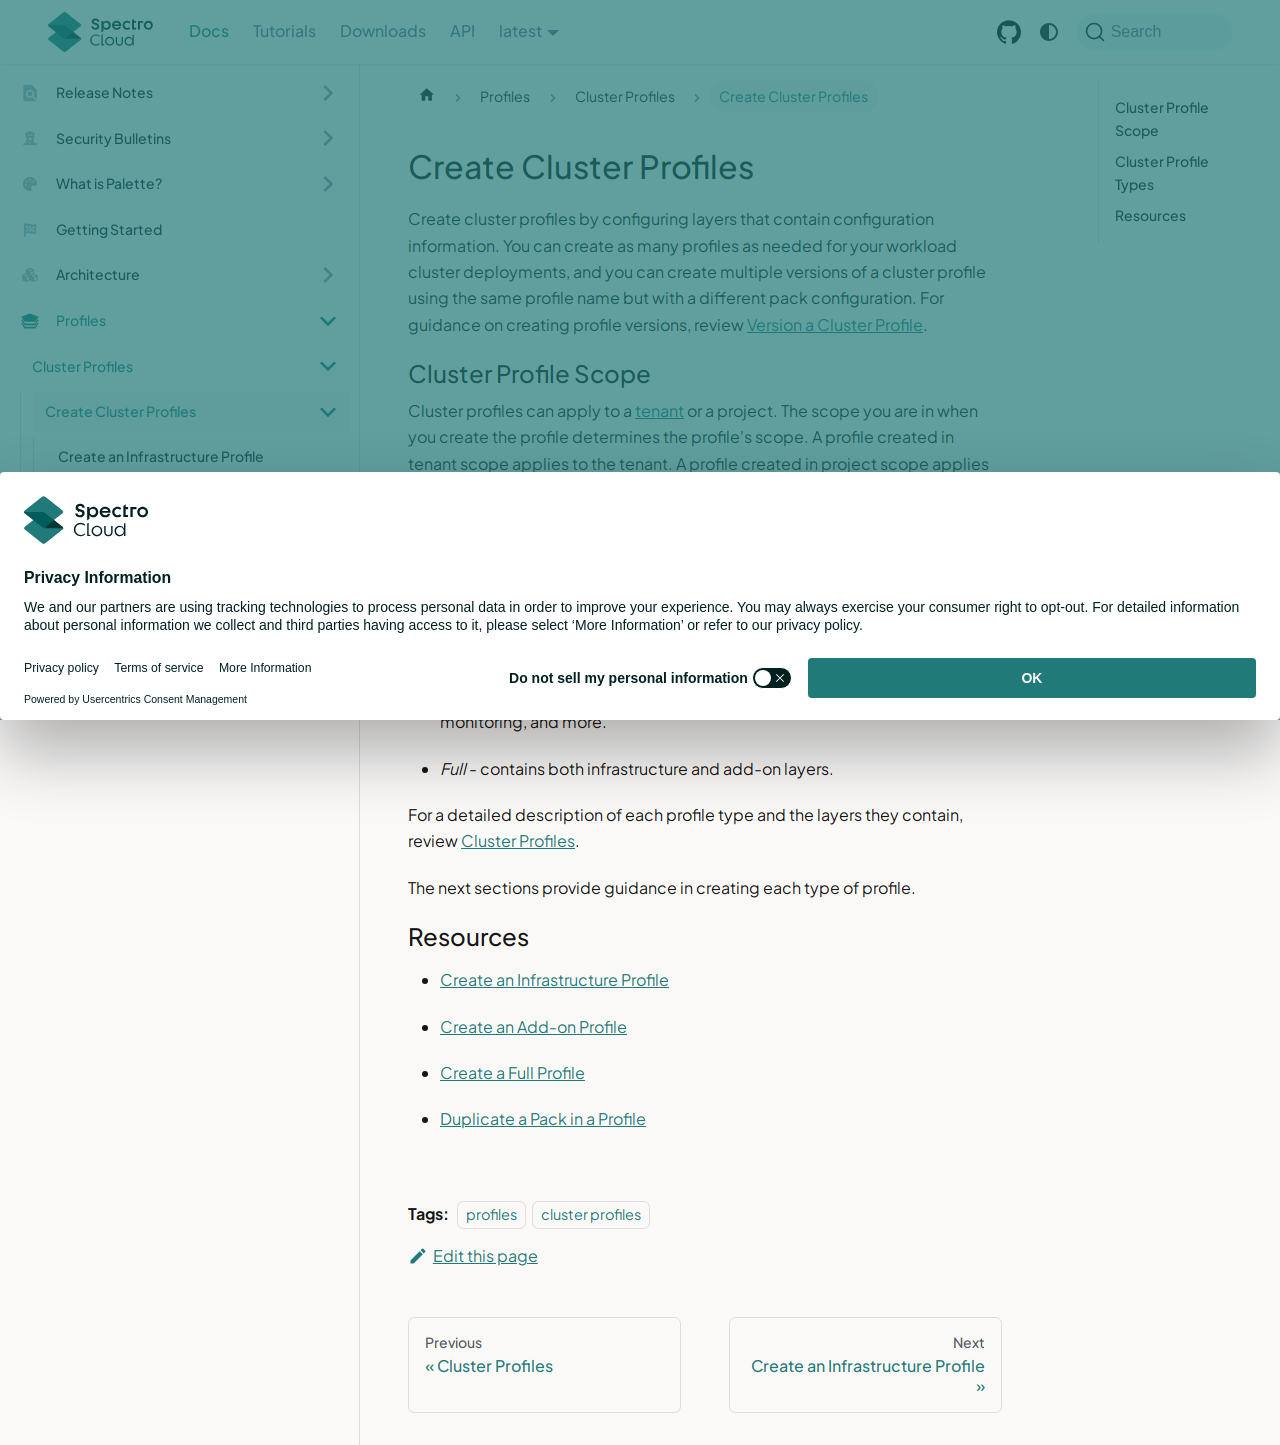 Spectro Cloud
Docs
Tutorials
Downloads
API
latest
Search
Release Notes
Security Bulletins
What is Palette?
Getting Started
Architecture
Profiles
Cluster Profiles
Create Cluster Profiles
Create an Infrastructure Profile
Profiles
Cluster Profiles
Create Cluster Profiles
Create Cluster Profiles
Create cluster profiles by configuring layers that contain configuration
information. You can create as many profiles as needed for your workload
cluster deployments, and you can create multiple versions of a cluster profile
using the same profile name but with a different pack configuration. For
guidance on creating profile versions, review Version a Cluster Profile.
Cluster Profile Scope
Cluster profiles can apply to a tenant or a project. The scope you are in when
you create the profile determines the profile's scope. A profile created in
tenant scope applies to the tenant. A profile created in project scope applies
Cluster Profile
Scope
Cluster Profile
Types
Resources
Spectro
Cloud
Privacy Information
We and our partners are using tracking technologies to process personal data in order to improve your experience. You may always exercise your consumer right to opt-out. For detailed information
about personal information we collect and third parties having access to it, please select ‘More Information’ or refer to our privacy policy.
Privacy policy
Terms of service
More Information
Powered by Usercentrics Consent Management
Do not sell my personal information
OK
monitoring, and more.
• Full - contains both infrastructure and add-on layers.
For a detailed description of each profile type and the layers they contain,
review Cluster Profiles.
The next sections provide guidance in creating each type of profile.
Resources
• Create an Infrastructure Profile
• Create an Add-on Profile
• Create a Full Profile
• Duplicate a Pack in a Profile
Tags: profiles cluster profiles
Edit this page
Previous
« Cluster Profiles
Next
Create an Infrastructure Profile
»